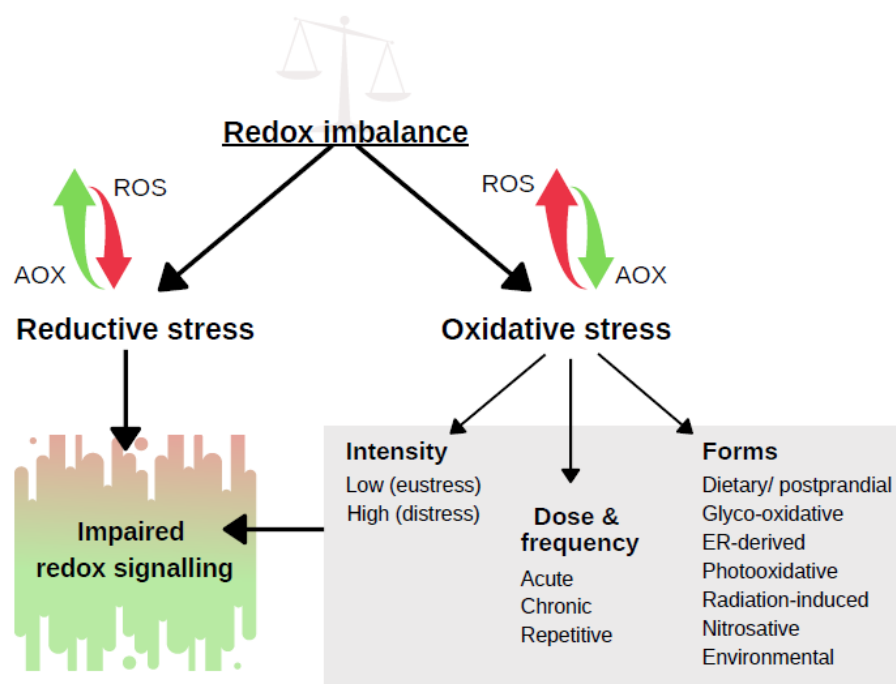 Redox imbalance
ROS
AOX
ROS
AOX
Reductive stress
Oxidative stress
Impaired
redox signalling
Intensity
Low (eustress)
High (distress)
Dose &
frequency
Acute
Chronic
Repetitive
Forms
Dietary/ postprandial
Glyco-oxidative
ER-derived
Photooxidative
Radiation-induced
Nitrosative
Environmental